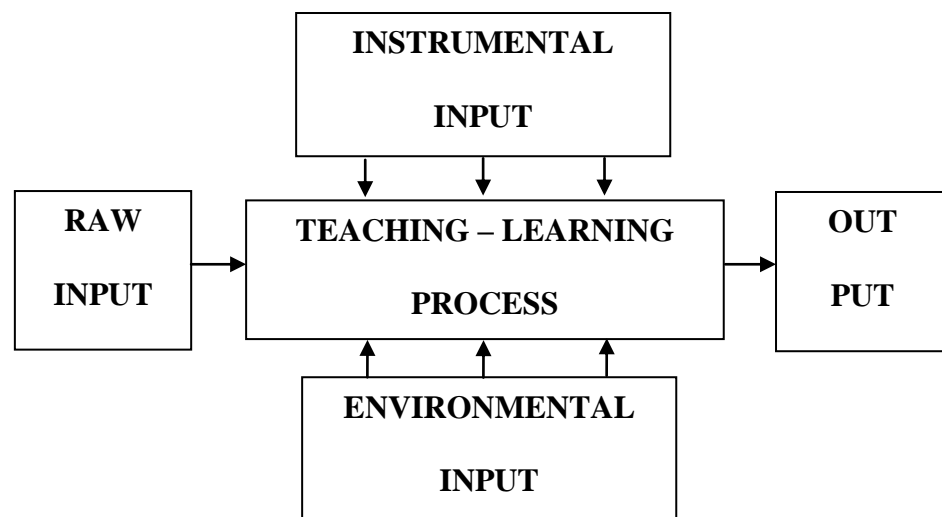 INSTRUMENTAL
INPUT
RAW
INPUT
TEACHING – LEARNING
PROCESS
OUT
PUT
ENVIRONMENTAL
INPUT